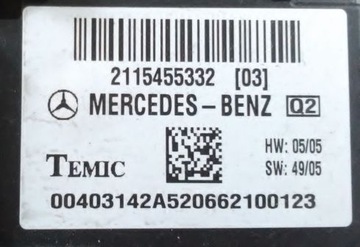 2115455332 [03]
MERCEDES-BENZ Q2
HW: 05/05
TEMIC SW: 49/05
00403142A520662100123